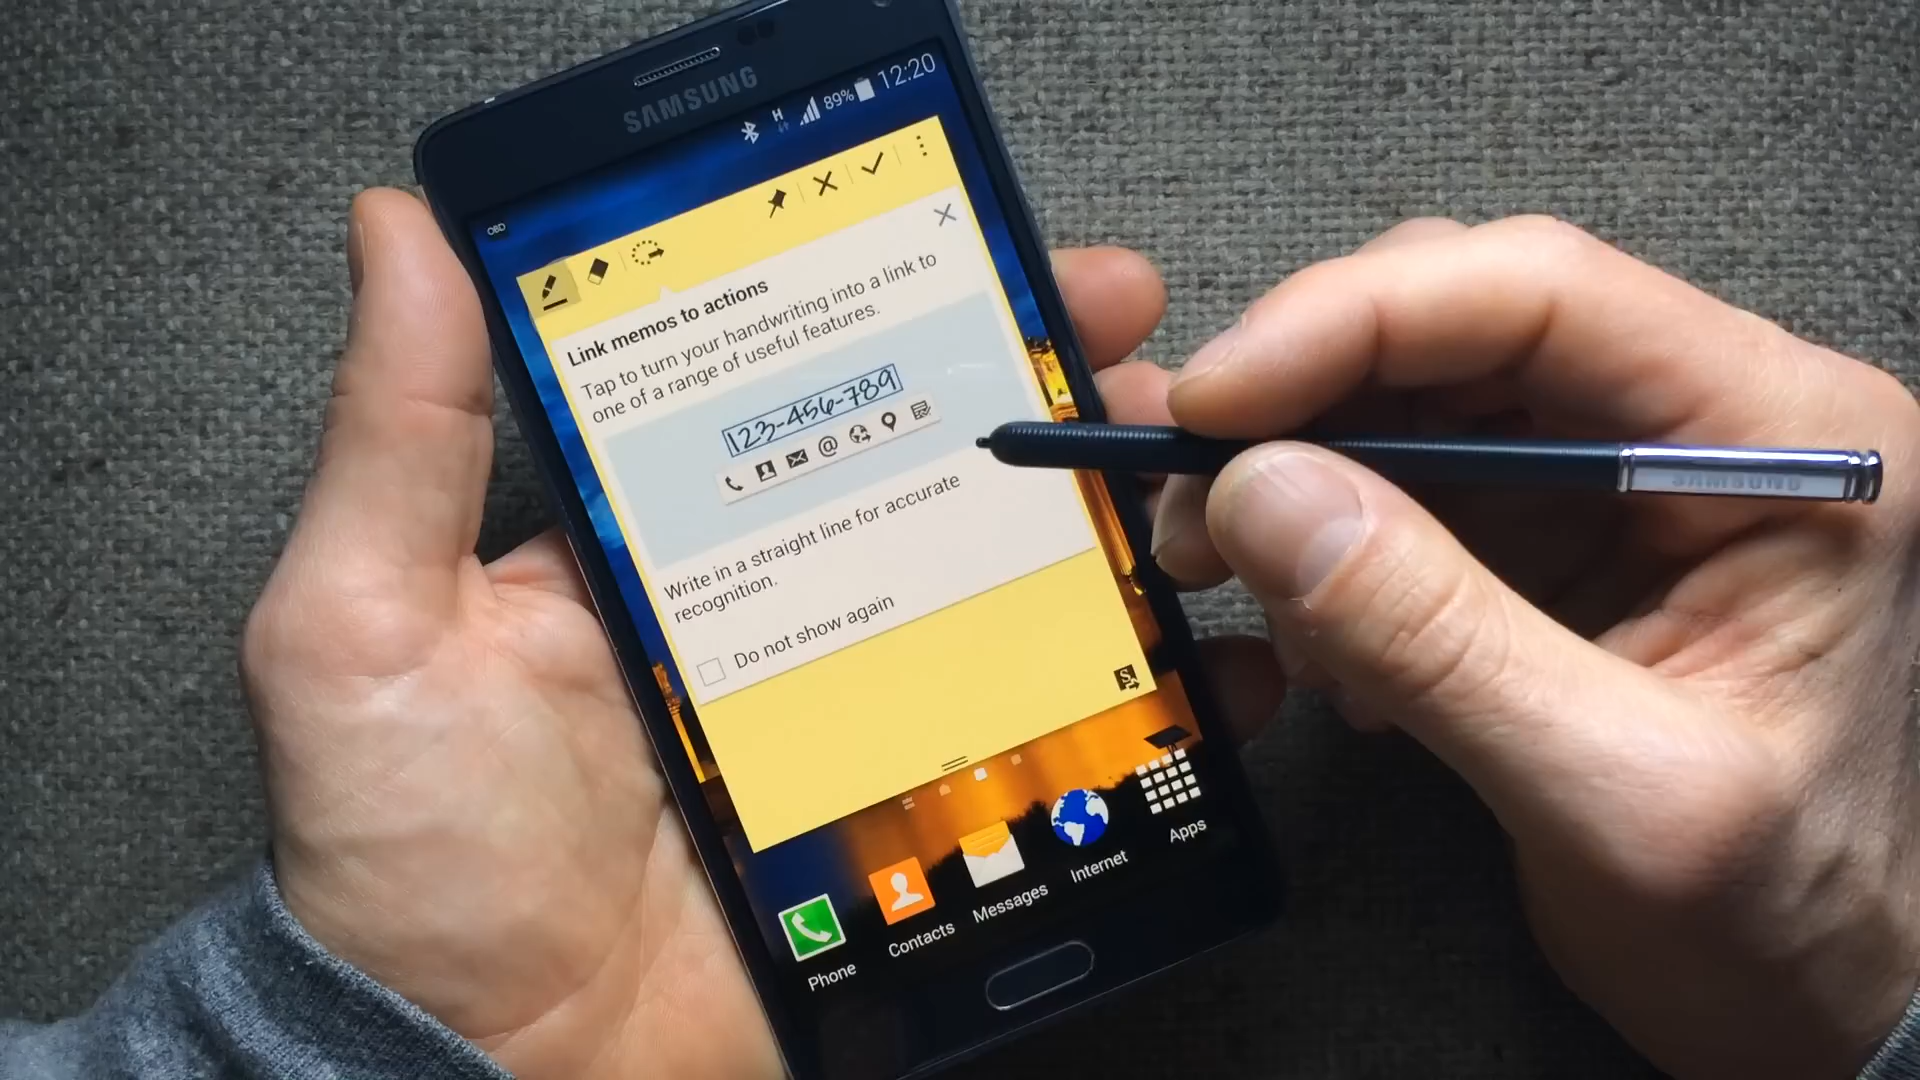 SAMSUNG
H 89% 12:20
OBD
Link memos to actions
Tap to turn your handwriting into a link to
one of a range of useful features.
123-456-789
@
Write in a straight line for accurate
recognition.
Do not show again
S
Phone
Contacts
Messages
Internet
Apps
SAMSUNG